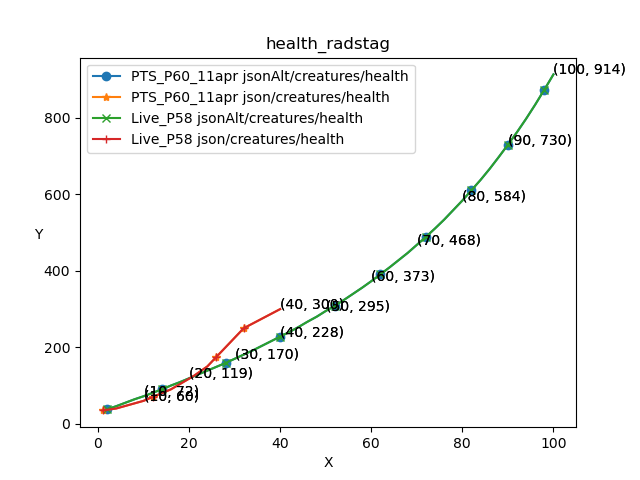 health_radstag
PTS_P60_11apr jsonAlt/creatures/health
PTS_P60_11apr json/creatures/health
Live_P58 jsonAlt/creatures/health
Live_P58 json/creatures/health
(100, 914)
(90, 730)
(80, 584)
(70, 468)
(60, 373)
(40, 300)
(50, 295)
(40, 228)
(30, 170)
(20, 119)
(10, 72)
(10, 60)
Y
800
600
400
200
0
0 20 40 60 80 100
X